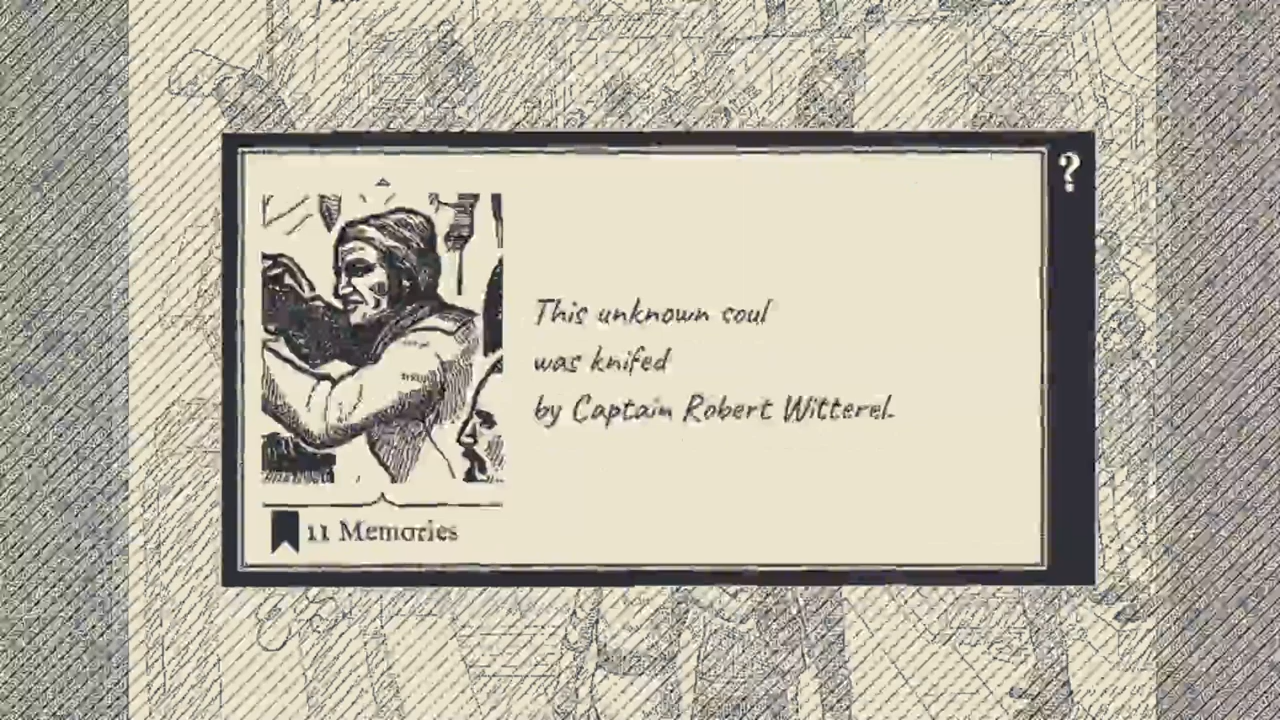 ?
This unknown soul
was knifed
by Captain Robert Witterel.
11 Memories